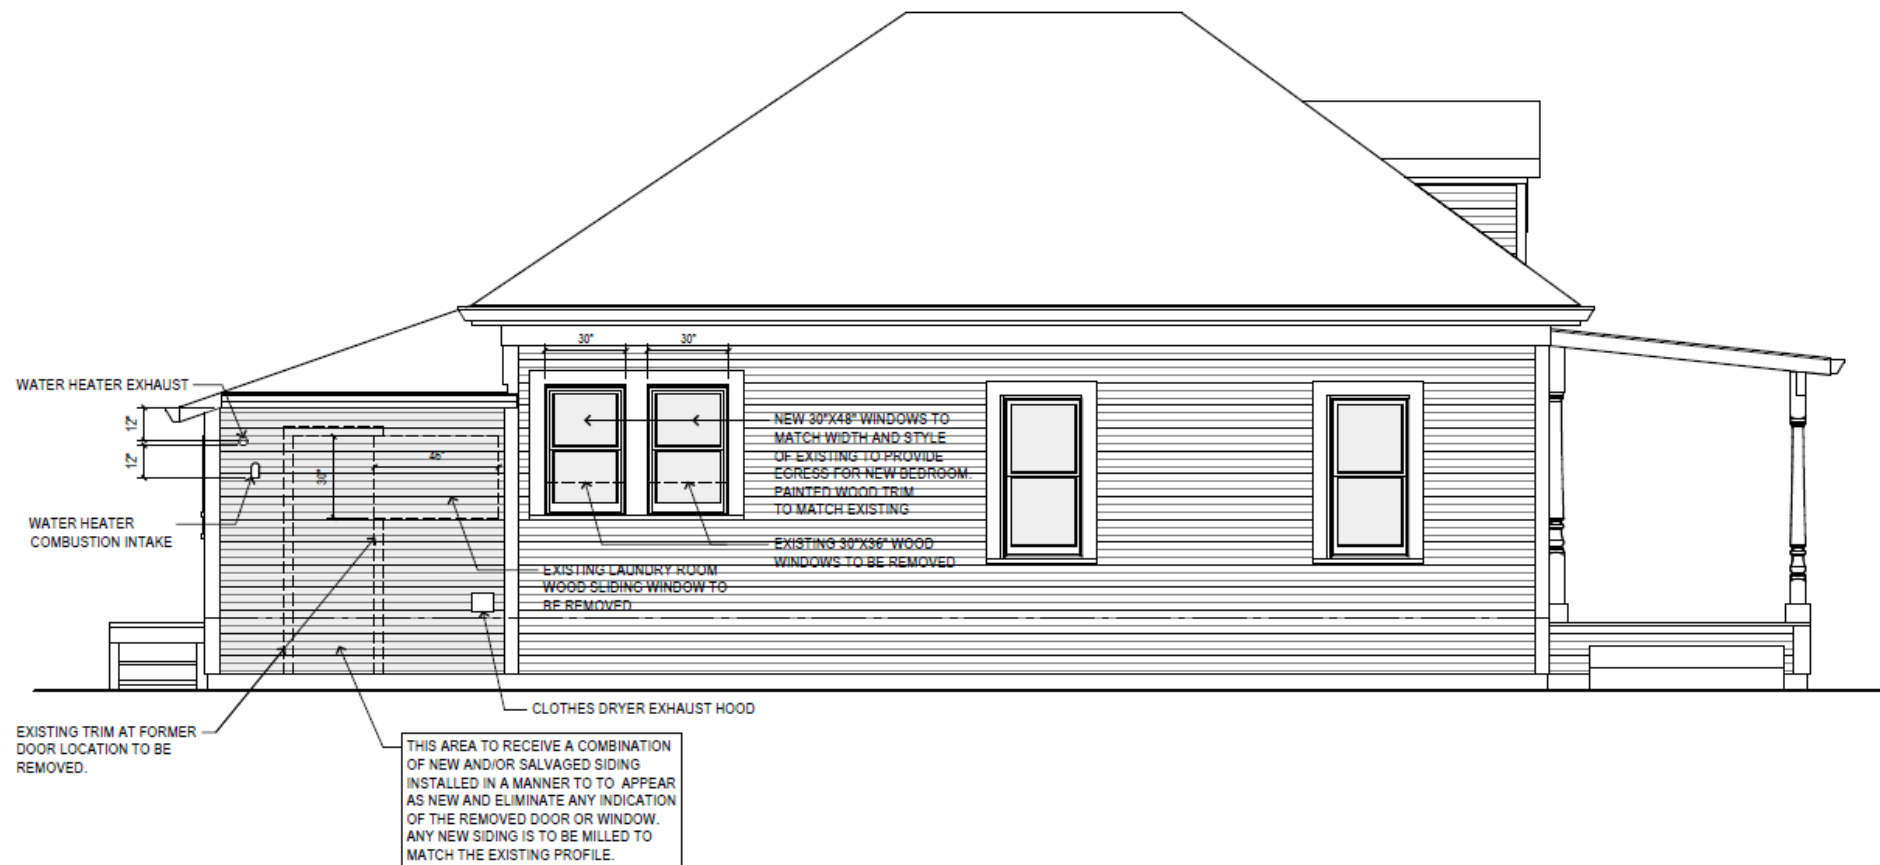 30"
30"
WATER HEATER EXHAUST
12"
12"
30"
46"
NEW 30"X48" WINDOWS TO
MATCH WIDTH AND STYLE
OF EXISTING TO PROVIDE
EGRESS FOR NEW BEDROOM.
PAINTED WOOD TRIM
TO MATCH EXISTING
WATER HEATER
COMBUSTION INTAKE
EXISTING 30"X36" WOOD
WINDOWS TO BE REMOVED
EXISTING LAUNDRY ROOM
WOOD SLIDING WINDOW TO
BE REMOVED
CLOTHES DRYER EXHAUST HOOD
EXISTING TRIM AT FORMER
DOOR LOCATION TO BE
REMOVED.
THIS AREA TO RECEIVE A COMBINATION
OF NEW AND/OR SALVAGED SIDING
INSTALLED IN A MANNER TO TO APPEAR
AS NEW AND ELIMINATE ANY INDICATION
OF THE REMOVED DOOR OR WINDOW.
ANY NEW SIDING IS TO BE MILLED TO
MATCH THE EXISTING PROFILE.